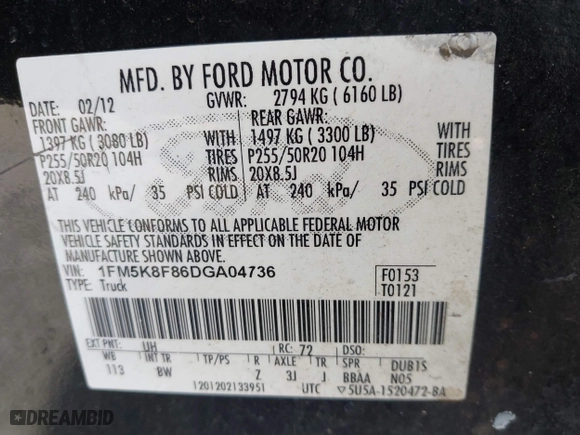 MFD. BY FORD MOTOR CO.
DATE: 02/12 GVWR: 2794 KG ( 6160 LB)
FRONT GAWR: REAR GAWR:
1397 KG ( 3080 LB) WITH 1497 KG ( 3300 LB) WITH
P255/50R20 104H TIRES P255/50R20 104H TIRES
20X8.5J RIMS 20X8.5J RIMS
AT 240 kPa/ 35 PSI COLD AT 240 kPa/ 35 PSI COLD
THIS VEHICLE CONFORMS TO ALL APPLICABLE FEDERAL MOTOR
VEHICLE SAFETY STANDARDS IN EFFECT ON THE DATE OF
MANUFACTURE SHOWN ABOVE.
VIN: 1FM5K8F86DGA04736 F0153
TYPE: Truck T0121
EXT PNT: UH RC: 72 DSO:
WB INT TR TP/PS R AXLE TR SPR DUB1S
113 BW Z 3J J BBAA N05
1201202133951 UTC 5U5A-1520472-BA
DREAMBID